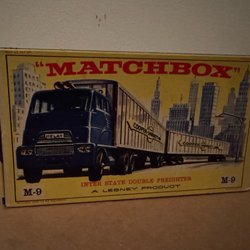 "MATCHBOX"
M-9 M-9
INTER STATE DOUBLE FREIGHTER
A LESNEY PRODUCT